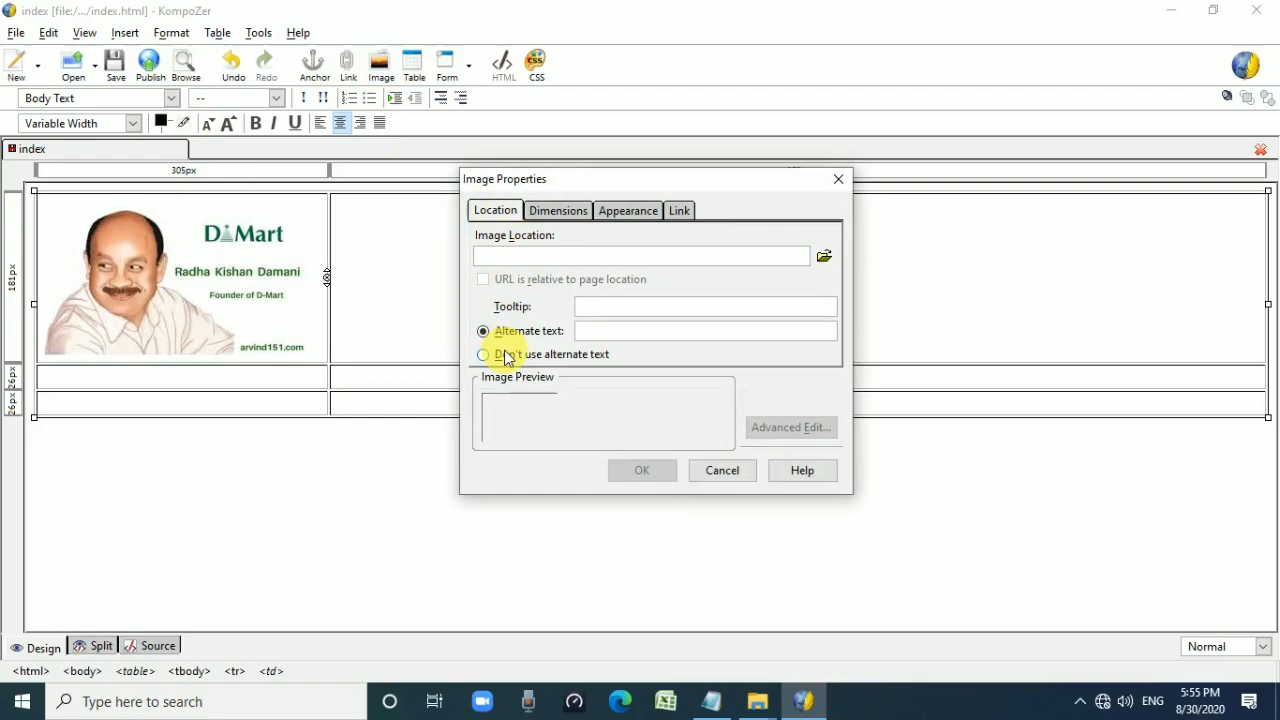 index [file:/.../index.html] - KompoZer
File Edit View Insert Format Table Tools Help
New Open Save Publish Browse Undo Redo Anchor Link Image Table Form HTML CSS
Body Text --
Variable Width B I U
index
305px
181px
26px
26px
D Mart
Radha Kishan Damani
Founder of D-Mart
arvind151.com
Image Properties
Location Dimensions Appearance Link
Image Location:
URL is relative to page location
Tooltip:
Alternate text:
Don't use alternate text
Image Preview
Advanced Edit...
OK Cancel Help
Design Split Source Normal
<html> <body> <table> <tbody> <tr> <td>
Type here to search
ENG
5:55 PM
8/30/2020